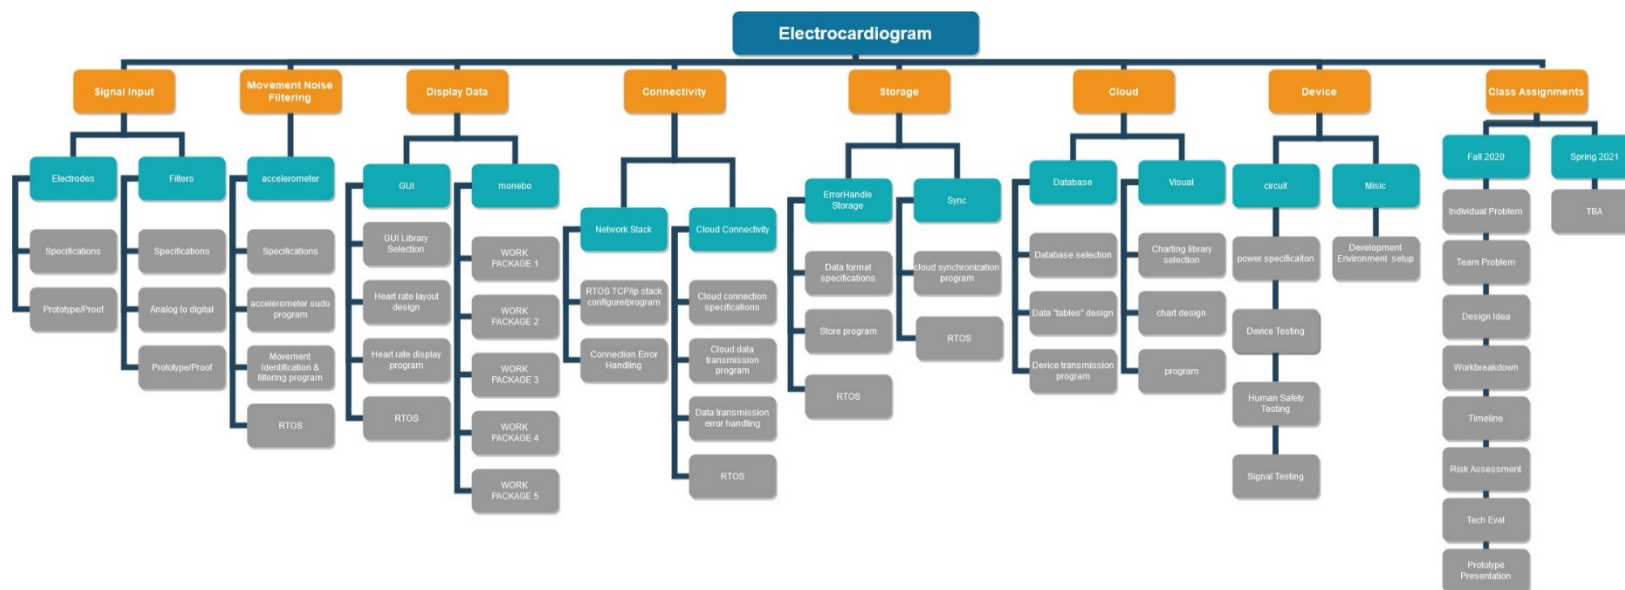 Electrocardiogram
Signal Input
Movement Noise
Filtering
Display Data
Connectivity
Storage
Cloud
Device
Class Assignments
Electrodes
Specifications
Prototype/Proof
Filters
Specifications
Analog to digital
Prototype/Proof
accelerometer
Specifications
accelerometer sudo
program
Movement
Identification &
filtering program
RTOS
GUI
GUI Library
Selection
Heart rate layout
design
Heart rate display
program
RTOS
monebo
WORK
PACKAGE 1
WORK
PACKAGE 2
WORK
PACKAGE 3
WORK
PACKAGE 4
WORK
PACKAGE 5
Network Stack
RTOS TCP/ip stack
configure/program
Connection Error
Handling
Cloud Connectivity
Cloud connection
specifications
Cloud data
transmission
program
Data transmission
error handling
RTOS
ErrorHandle
Storage
Data format
specifications
Store program
RTOS
Sync
cloud synchronization
program
RTOS
Database
Database selection
Data "tables" design
Device transmission
program
Visual
Charting library
selection
chart design
program
circuit
power specificaiton
Device Testing
Human Safety
Testing
Signal Testing
Misic
Development
Environment setup
Fall 2020
Individual Problem
Team Problem
Design Idea
Workbreakdown
Timeline
Risk Assessment
Tech Eval
Prototype
Presentation
Spring 2021
TBA